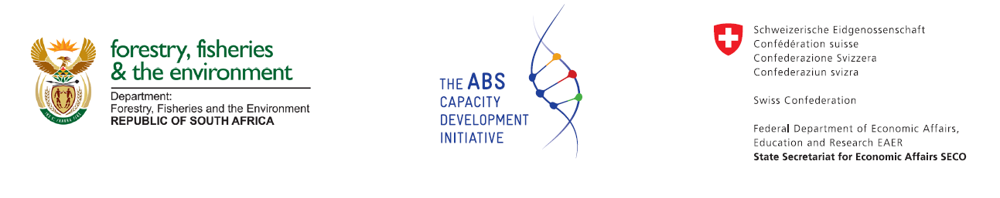 forestry, fisheries
& the environment
Department:
Forestry, Fisheries and the Environment
REPUBLIC OF SOUTH AFRICA
THE ABS
CAPACITY
DEVELOPMENT
INITIATIVE
Schweizerische Eidgenossenschaft
Confédération suisse
Confederazione Svizzera
Confederaziun svizra
Swiss Confederation
Federal Department of Economic Affairs,
Education and Research EAER
State Secretariat for Economic Affairs SECO